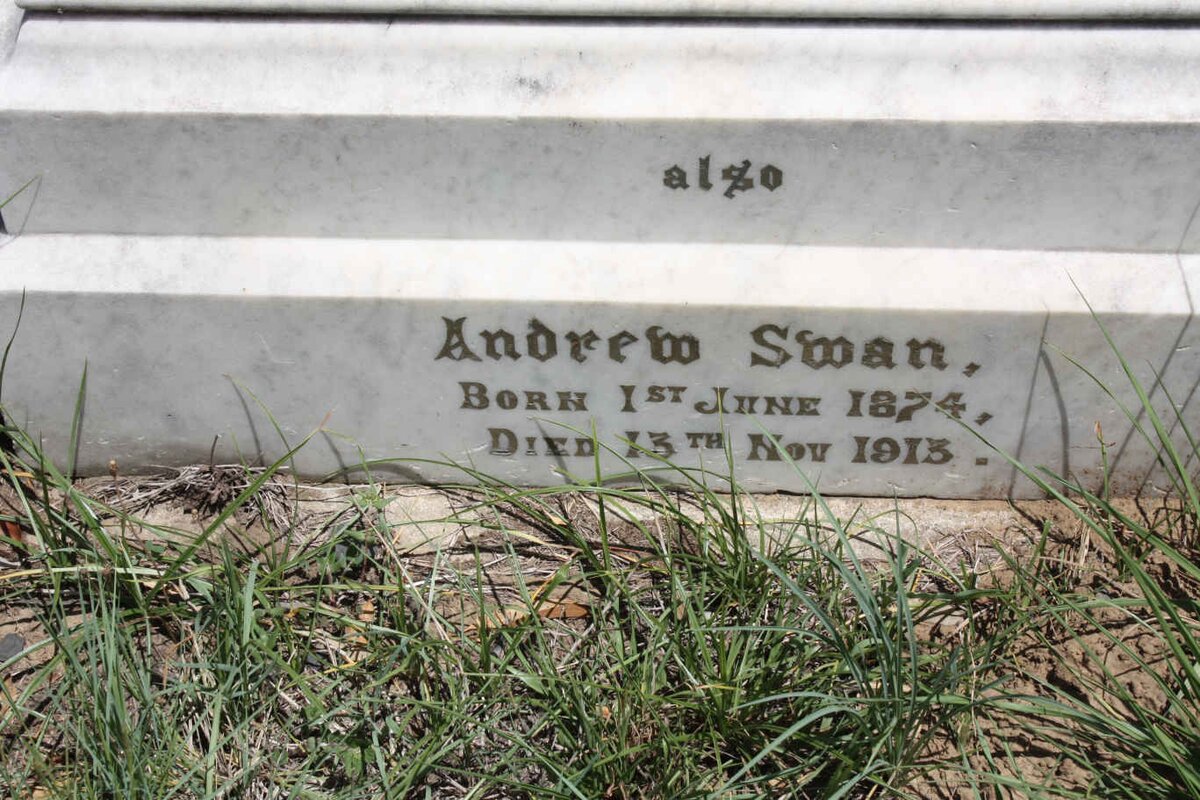 also
Andrew Swan,
Born 1st June 1874,
Died 13th Nov 1913.